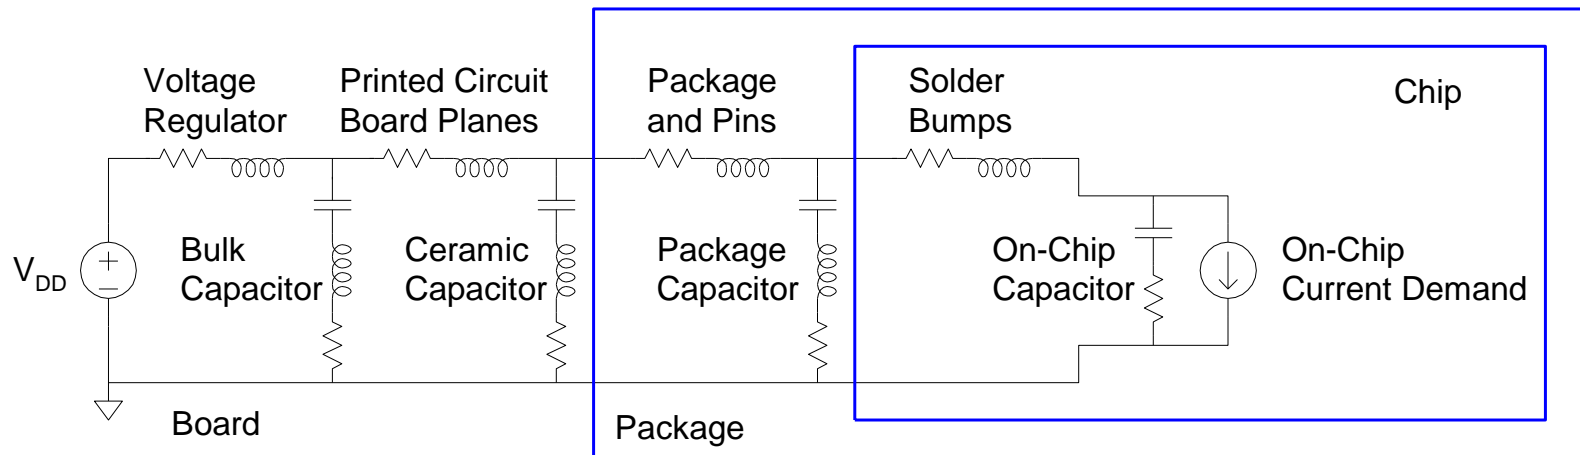 Voltage
Regulator
Printed Circuit
Board Planes
Package
and Pins
Solder
Bumps
Chip
V_DD
+
−
Bulk
Capacitor
Ceramic
Capacitor
Package
Capacitor
On-Chip
Capacitor
On-Chip
Current Demand
Board
Package